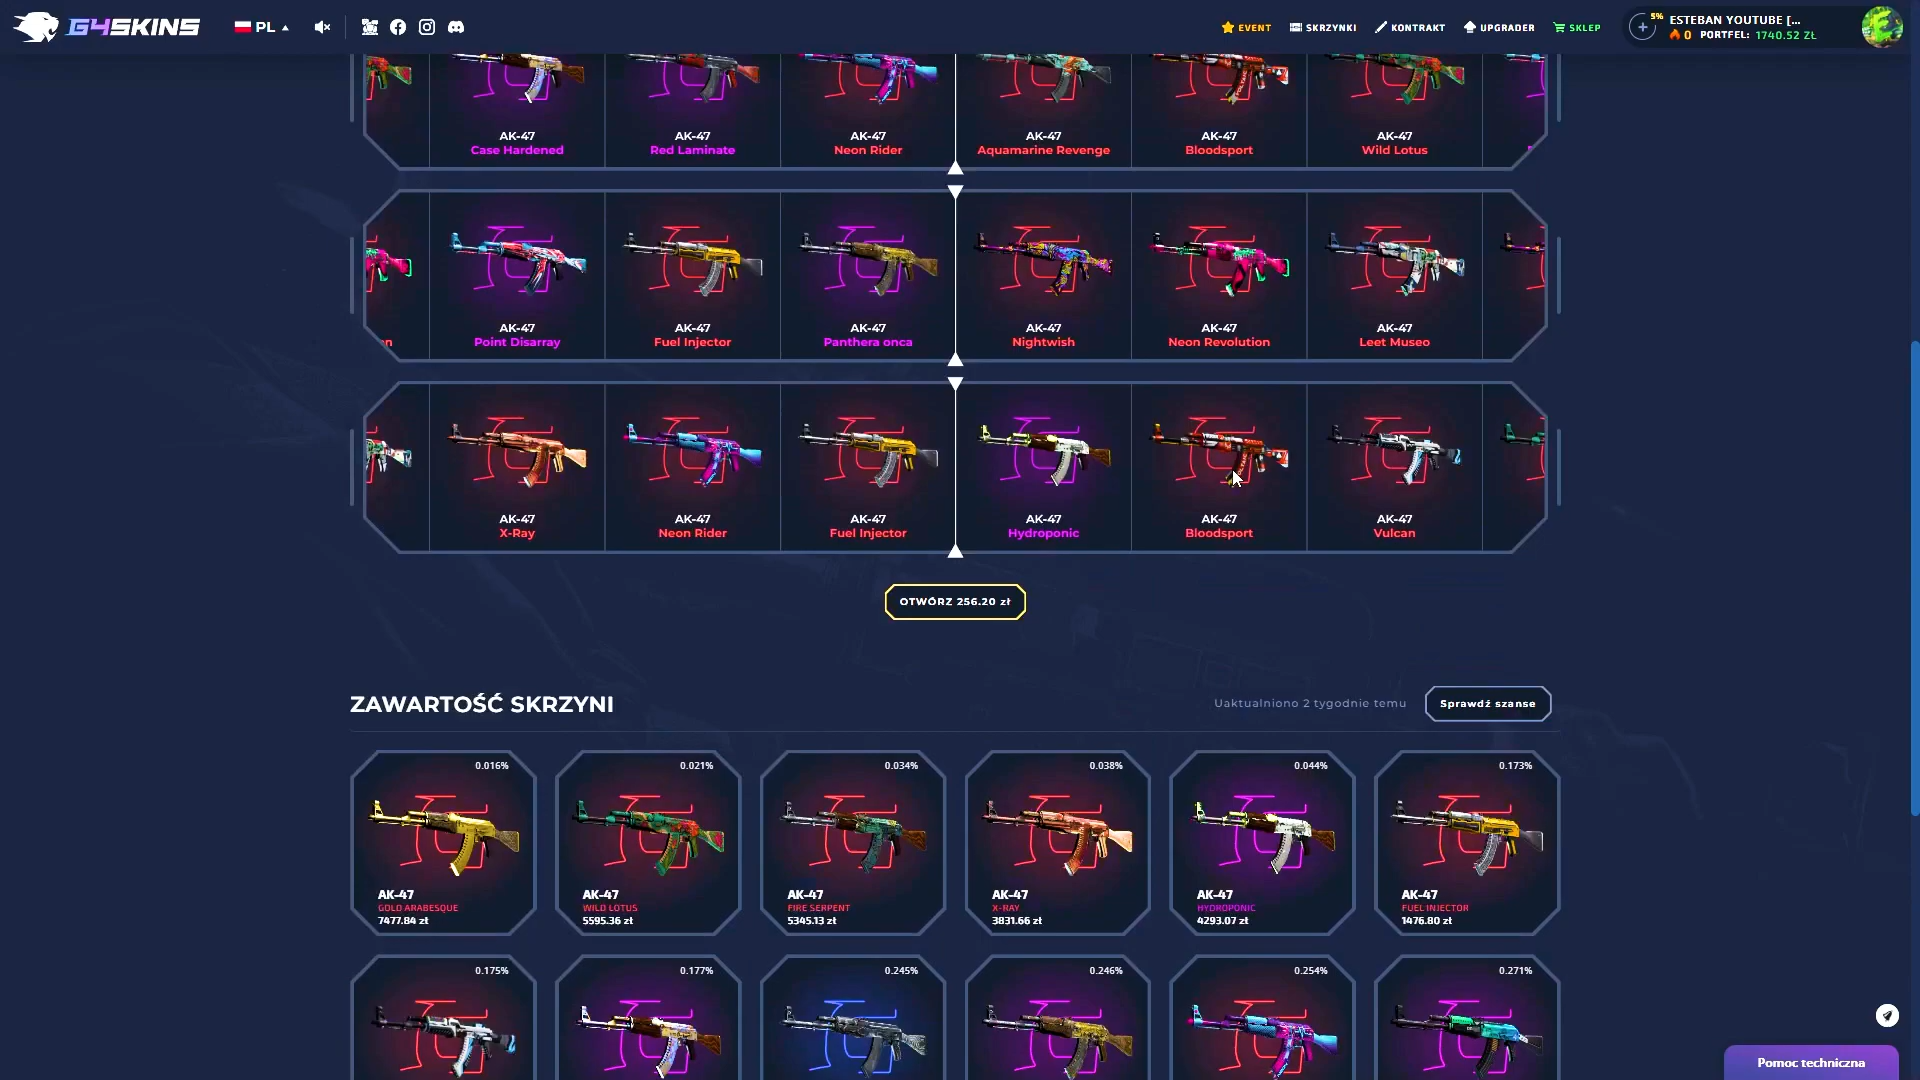 G4SKINS
PL
EVENT
SKRZYNKI
KONTRAKT
UPGRADER
SKLEP
5%
ESTEBAN YOUTUBE [...
0 PORTFEL: 1740.52 ZŁ
AK-47
Case Hardened
AK-47
Red Laminate
AK-47
Neon Rider
AK-47
Aquamarine Revenge
AK-47
Bloodsport
AK-47
Wild Lotus
AK-47
Point Disarray
AK-47
Fuel Injector
AK-47
Panthera onca
AK-47
Nightwish
AK-47
Neon Revolution
AK-47
Leet Museo
AK-47
X-Ray
AK-47
Neon Rider
AK-47
Fuel Injector
AK-47
Hydroponic
AK-47
Bloodsport
AK-47
Vulcan
OTWÓRZ 256.20 zł
ZAWARTOŚĆ SKRZYNI
Uaktualniono 2 tygodnie temu
Sprawdź szanse
0.016%
AK-47
GOLD ARABESQUE
7477.84 zł
0.021%
AK-47
WILD LOTUS
5595.36 zł
0.034%
AK-47
FIRE SERPENT
5345.13 zł
0.038%
AK-47
X-RAY
3831.66 zł
0.044%
AK-47
HYDROPONIC
4293.07 zł
0.173%
AK-47
FUEL INJECTOR
1476.80 zł
0.175%
0.177%
0.245%
0.246%
0.254%
0.271%
Pomoc techniczna